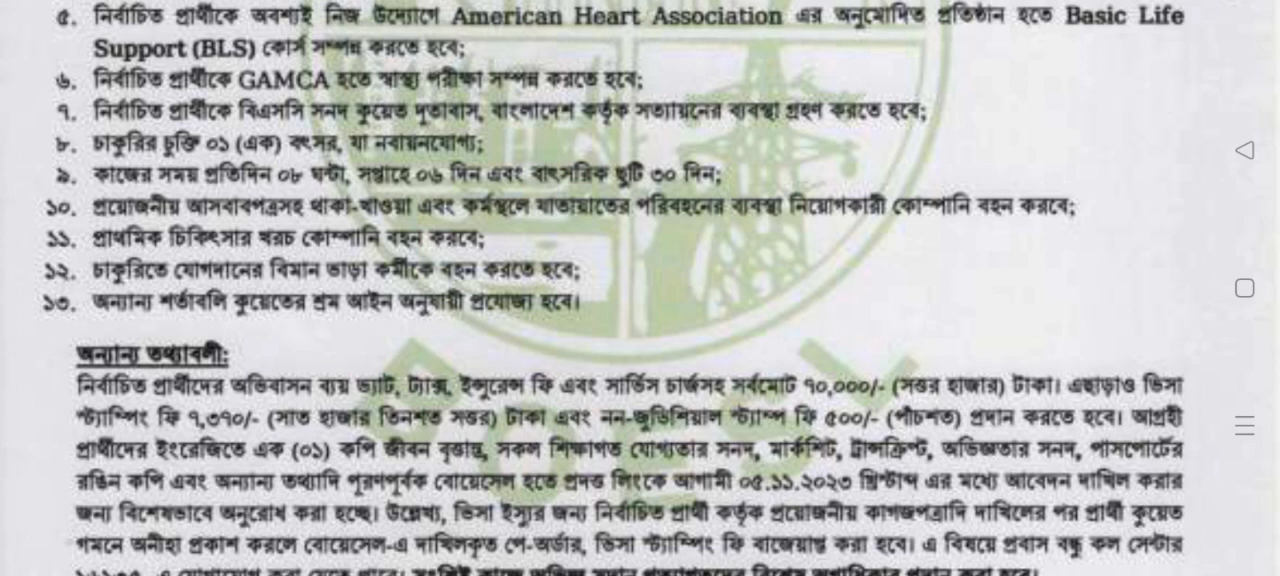 ৫. নির্বাচিত প্রার্থীকে অবশ্যই নিজ উদ্যোগে American Heart Association এর অনুমোদিত প্রতিষ্ঠান হতে Basic Life
Support (BLS) কোর্স সম্পন্ন করতে হবে;
৬. নির্বাচিত প্রার্থীকে GAMCA হতে স্বাস্থ্য পরীক্ষা সম্পন্ন করতে হবে;
৭. নির্বাচিত প্রার্থীকে বিএসসি সনদ কুয়েত দূতাবাস, বাংলাদেশ কর্তৃক সত্যায়নের ব্যবস্থা গ্রহণ করতে হবে;
৮. চাকুরির চুক্তি ০১ (এক) বৎসর, যা নবায়নযোগ্য;
৯. কাজের সময় প্রতিদিন ০৮ ঘন্টা, সপ্তাহে ০৬ দিন এবং বাৎসরিক ছুটি ৩০ দিন;
১০. প্রয়োজনীয় আসবাবপত্রসহ থাকা-খাওয়া এবং কর্মস্থলে যাতায়াতের পরিবহনের ব্যবস্থা নিয়োগকারী কোম্পানি বহন করবে;
১১. প্রাথমিক চিকিৎসার খরচ কোম্পানি বহন করবে;
১২. চাকুরিতে যোগদানের বিমান ভাড়া কর্মীকে বহন করতে হবে;
১৩. অন্যান্য শর্তাবলি কুয়েতের শ্রম আইন অনুযায়ী প্রযোজ্য হবে।
অন্যান্য তথ্যাবলী:
নির্বাচিত প্রার্থীদের অভিবাসন ব্যয় ভ্যাট, ট্যাক্স, ইন্সুরেন্স ফি এবং সার্ভিস চার্জসহ সর্বমোট ৭০,০০০/- (সত্তর হাজার) টাকা। এছাড়াও ভিসা
স্ট্যাম্পিং ফি ৭,৩৭০/- (সাত হাজার তিনশত সত্তর) টাকা এবং নন-জুডিশিয়াল স্ট্যাম্প ফি ৫০০/- (পাঁচশত) প্রদান করতে হবে। আগ্রহী
প্রার্থীদের ইংরেজিতে এক (০১) কপি জীবন বৃত্তান্ত, সকল শিক্ষাগত যোগ্যতার সনদ, মার্কশিট, ট্রান্সক্রিপ্ট, অভিজ্ঞতার সনদ, পাসপোর্টের
রঙিন কপি এবং অন্যান্য তথ্যাদি পূরণপূর্বক বোয়েসেল হতে প্রদত্ত লিংকে আগামী ০৫.১১.২০২৩ খ্রিস্টাব্দ এর মধ্যে আবেদন দাখিল করার
জন্য বিশেষভাবে অনুরোধ করা হচ্ছে। উল্লেখ্য, ভিসা ইস্যুর জন্য নির্বাচিত প্রার্থী কর্তৃক প্রয়োজনীয় কাগজপত্রাদি দাখিলের পর প্রার্থী কুয়েত
গমনে অনীহা প্রকাশ করলে বোয়েসেল-এ দাখিলকৃত পে-অর্ডার, ভিসা স্ট্যাম্পিং ফি বাজেয়াপ্ত করা হবে। এ বিষয়ে প্রবাস বন্ধু কল সেন্টার